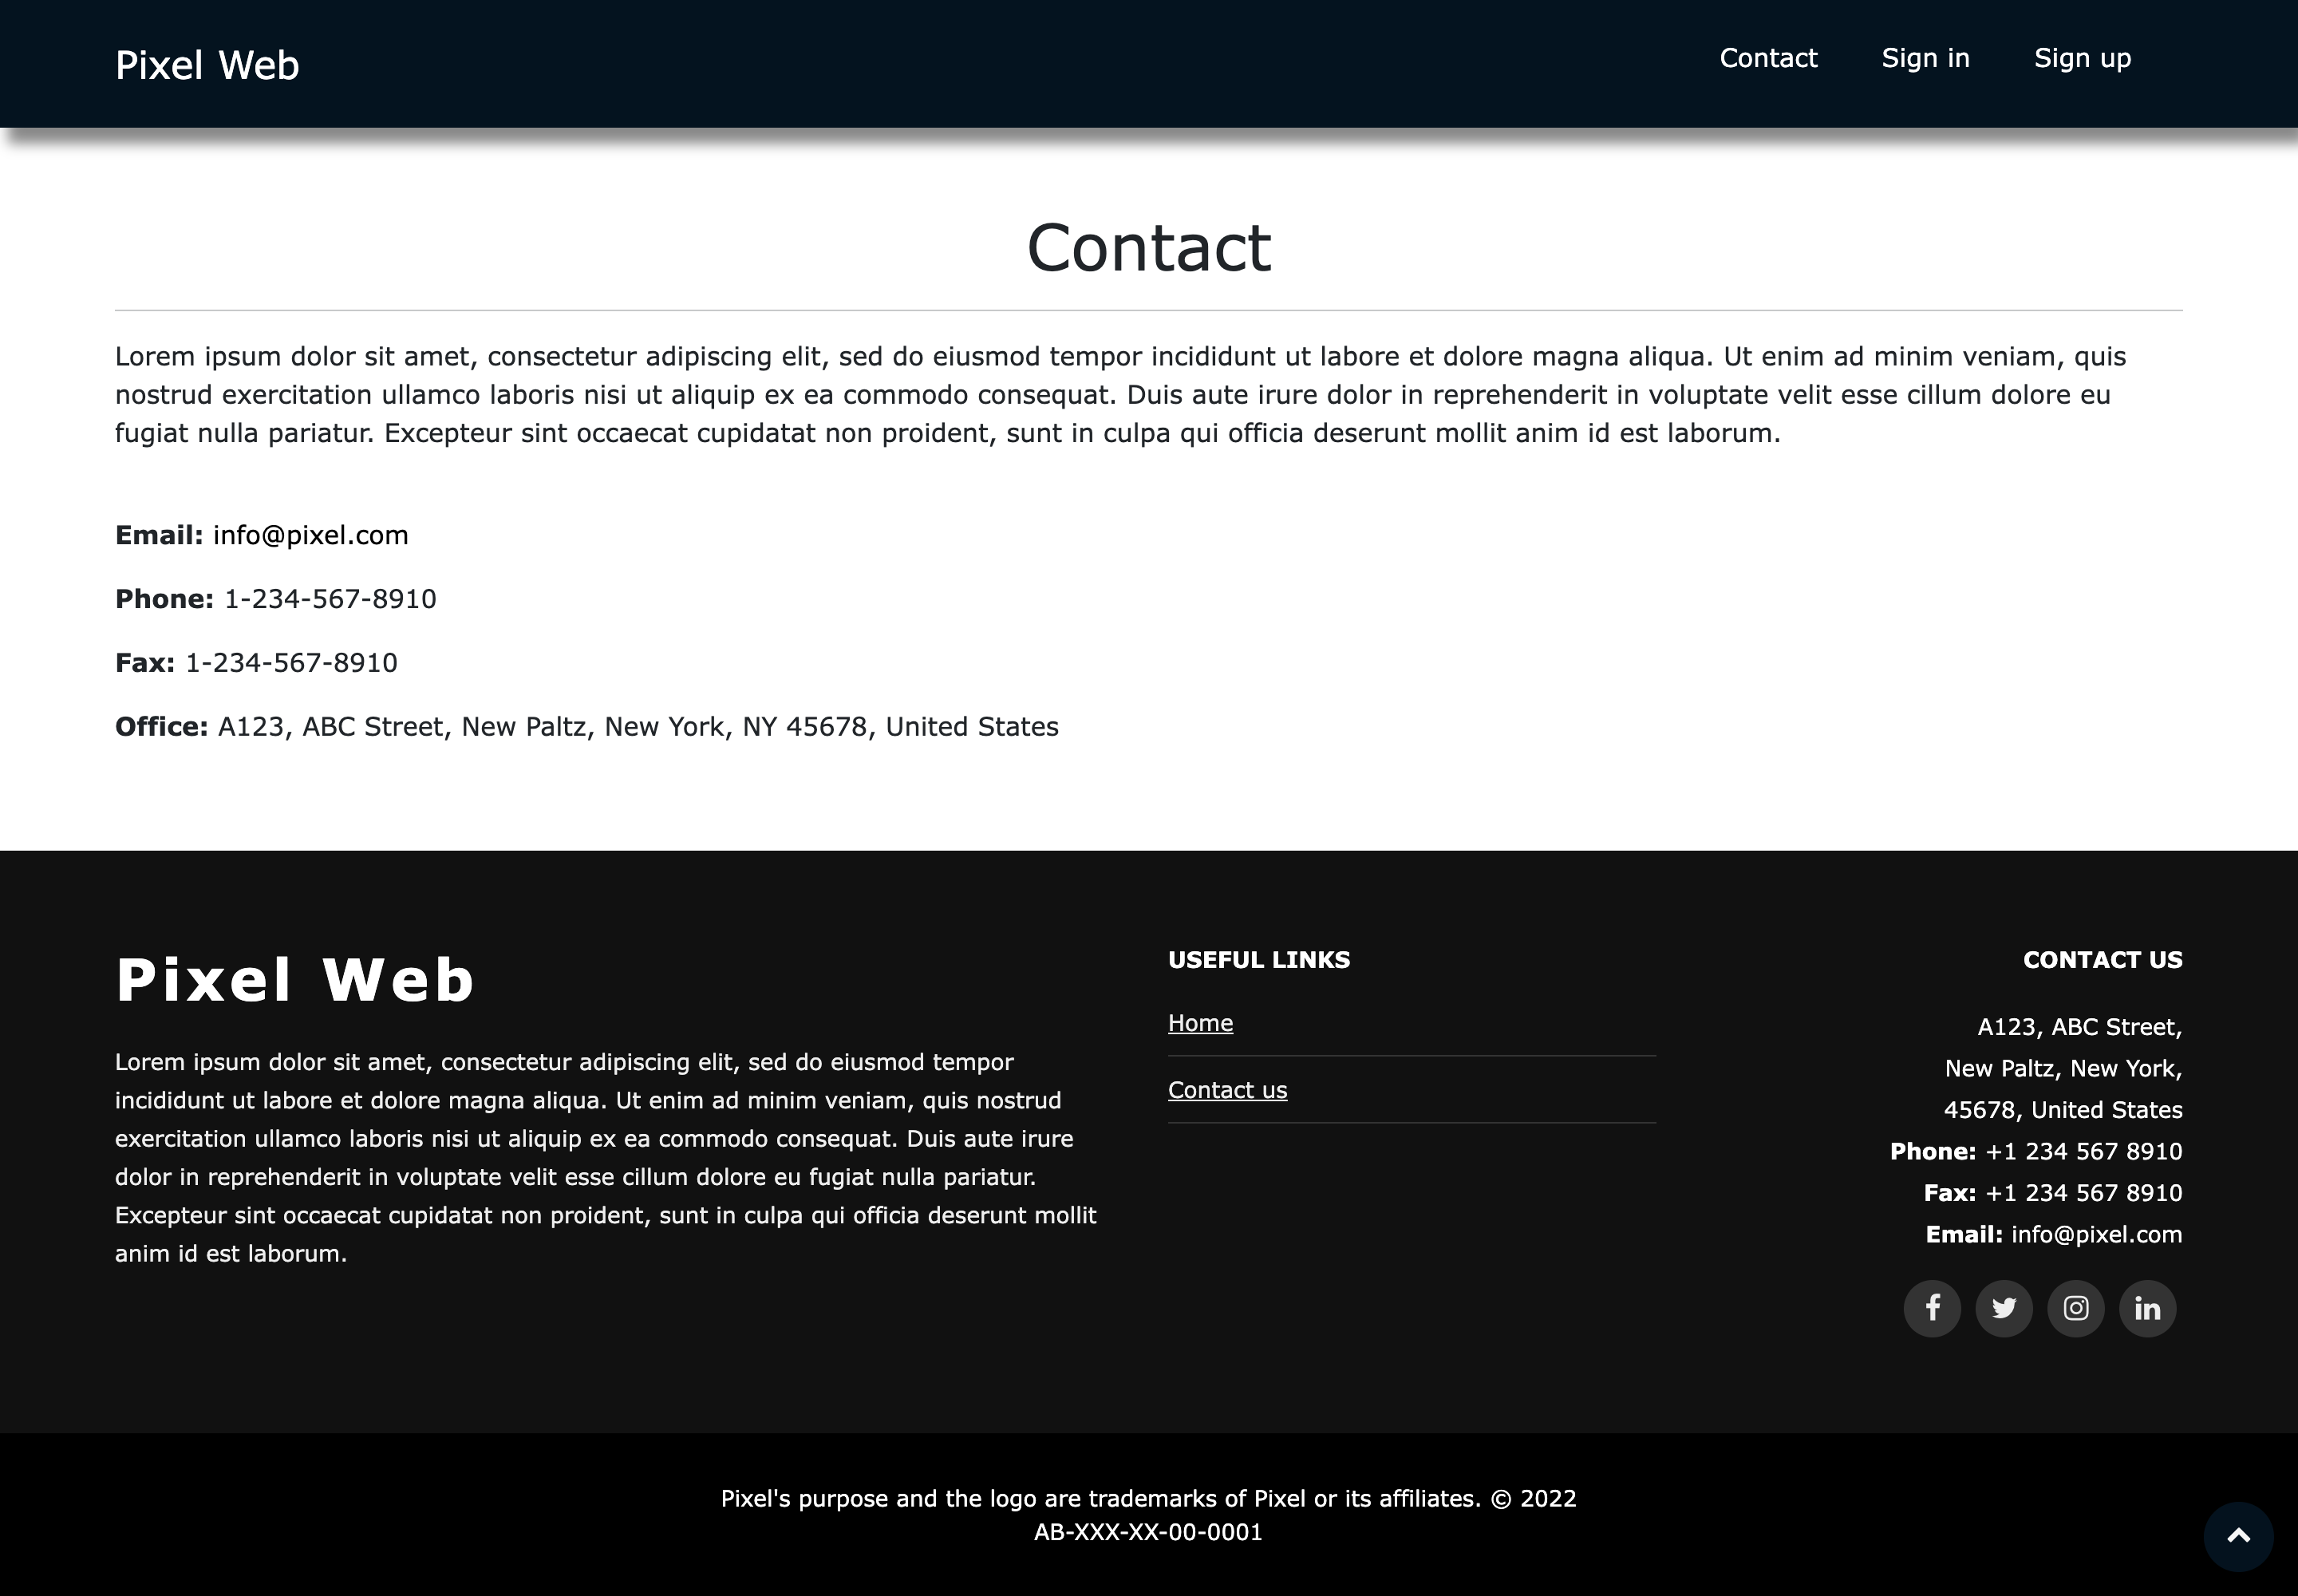 Pixel Web
Contact
Sign in
Sign up
Contact
Lorem ipsum dolor sit amet, consectetur adipiscing elit, sed do eiusmod tempor incididunt ut labore et dolore magna aliqua. Ut enim ad minim veniam, quis
nostrud exercitation ullamco laboris nisi ut aliquip ex ea commodo consequat. Duis aute irure dolor in reprehenderit in voluptate velit esse cillum dolore eu
fugiat nulla pariatur. Excepteur sint occaecat cupidatat non proident, sunt in culpa qui officia deserunt mollit anim id est laborum.
Email: info@pixel.com
Phone: 1-234-567-8910
Fax: 1-234-567-8910
Office: A123, ABC Street, New Paltz, New York, NY 45678, United States
Pixel Web
Lorem ipsum dolor sit amet, consectetur adipiscing elit, sed do eiusmod tempor
incididunt ut labore et dolore magna aliqua. Ut enim ad minim veniam, quis nostrud
exercitation ullamco laboris nisi ut aliquip ex ea commodo consequat. Duis aute irure
dolor in reprehenderit in voluptate velit esse cillum dolore eu fugiat nulla pariatur.
Excepteur sint occaecat cupidatat non proident, sunt in culpa qui officia deserunt mollit
anim id est laborum.
USEFUL LINKS
Home
Contact us
CONTACT US
A123, ABC Street,
New Paltz, New York,
45678, United States
Phone: +1 234 567 8910
Fax: +1 234 567 8910
Email: info@pixel.com
Pixel's purpose and the logo are trademarks of Pixel or its affiliates. © 2022
AB-XXX-XX-00-0001